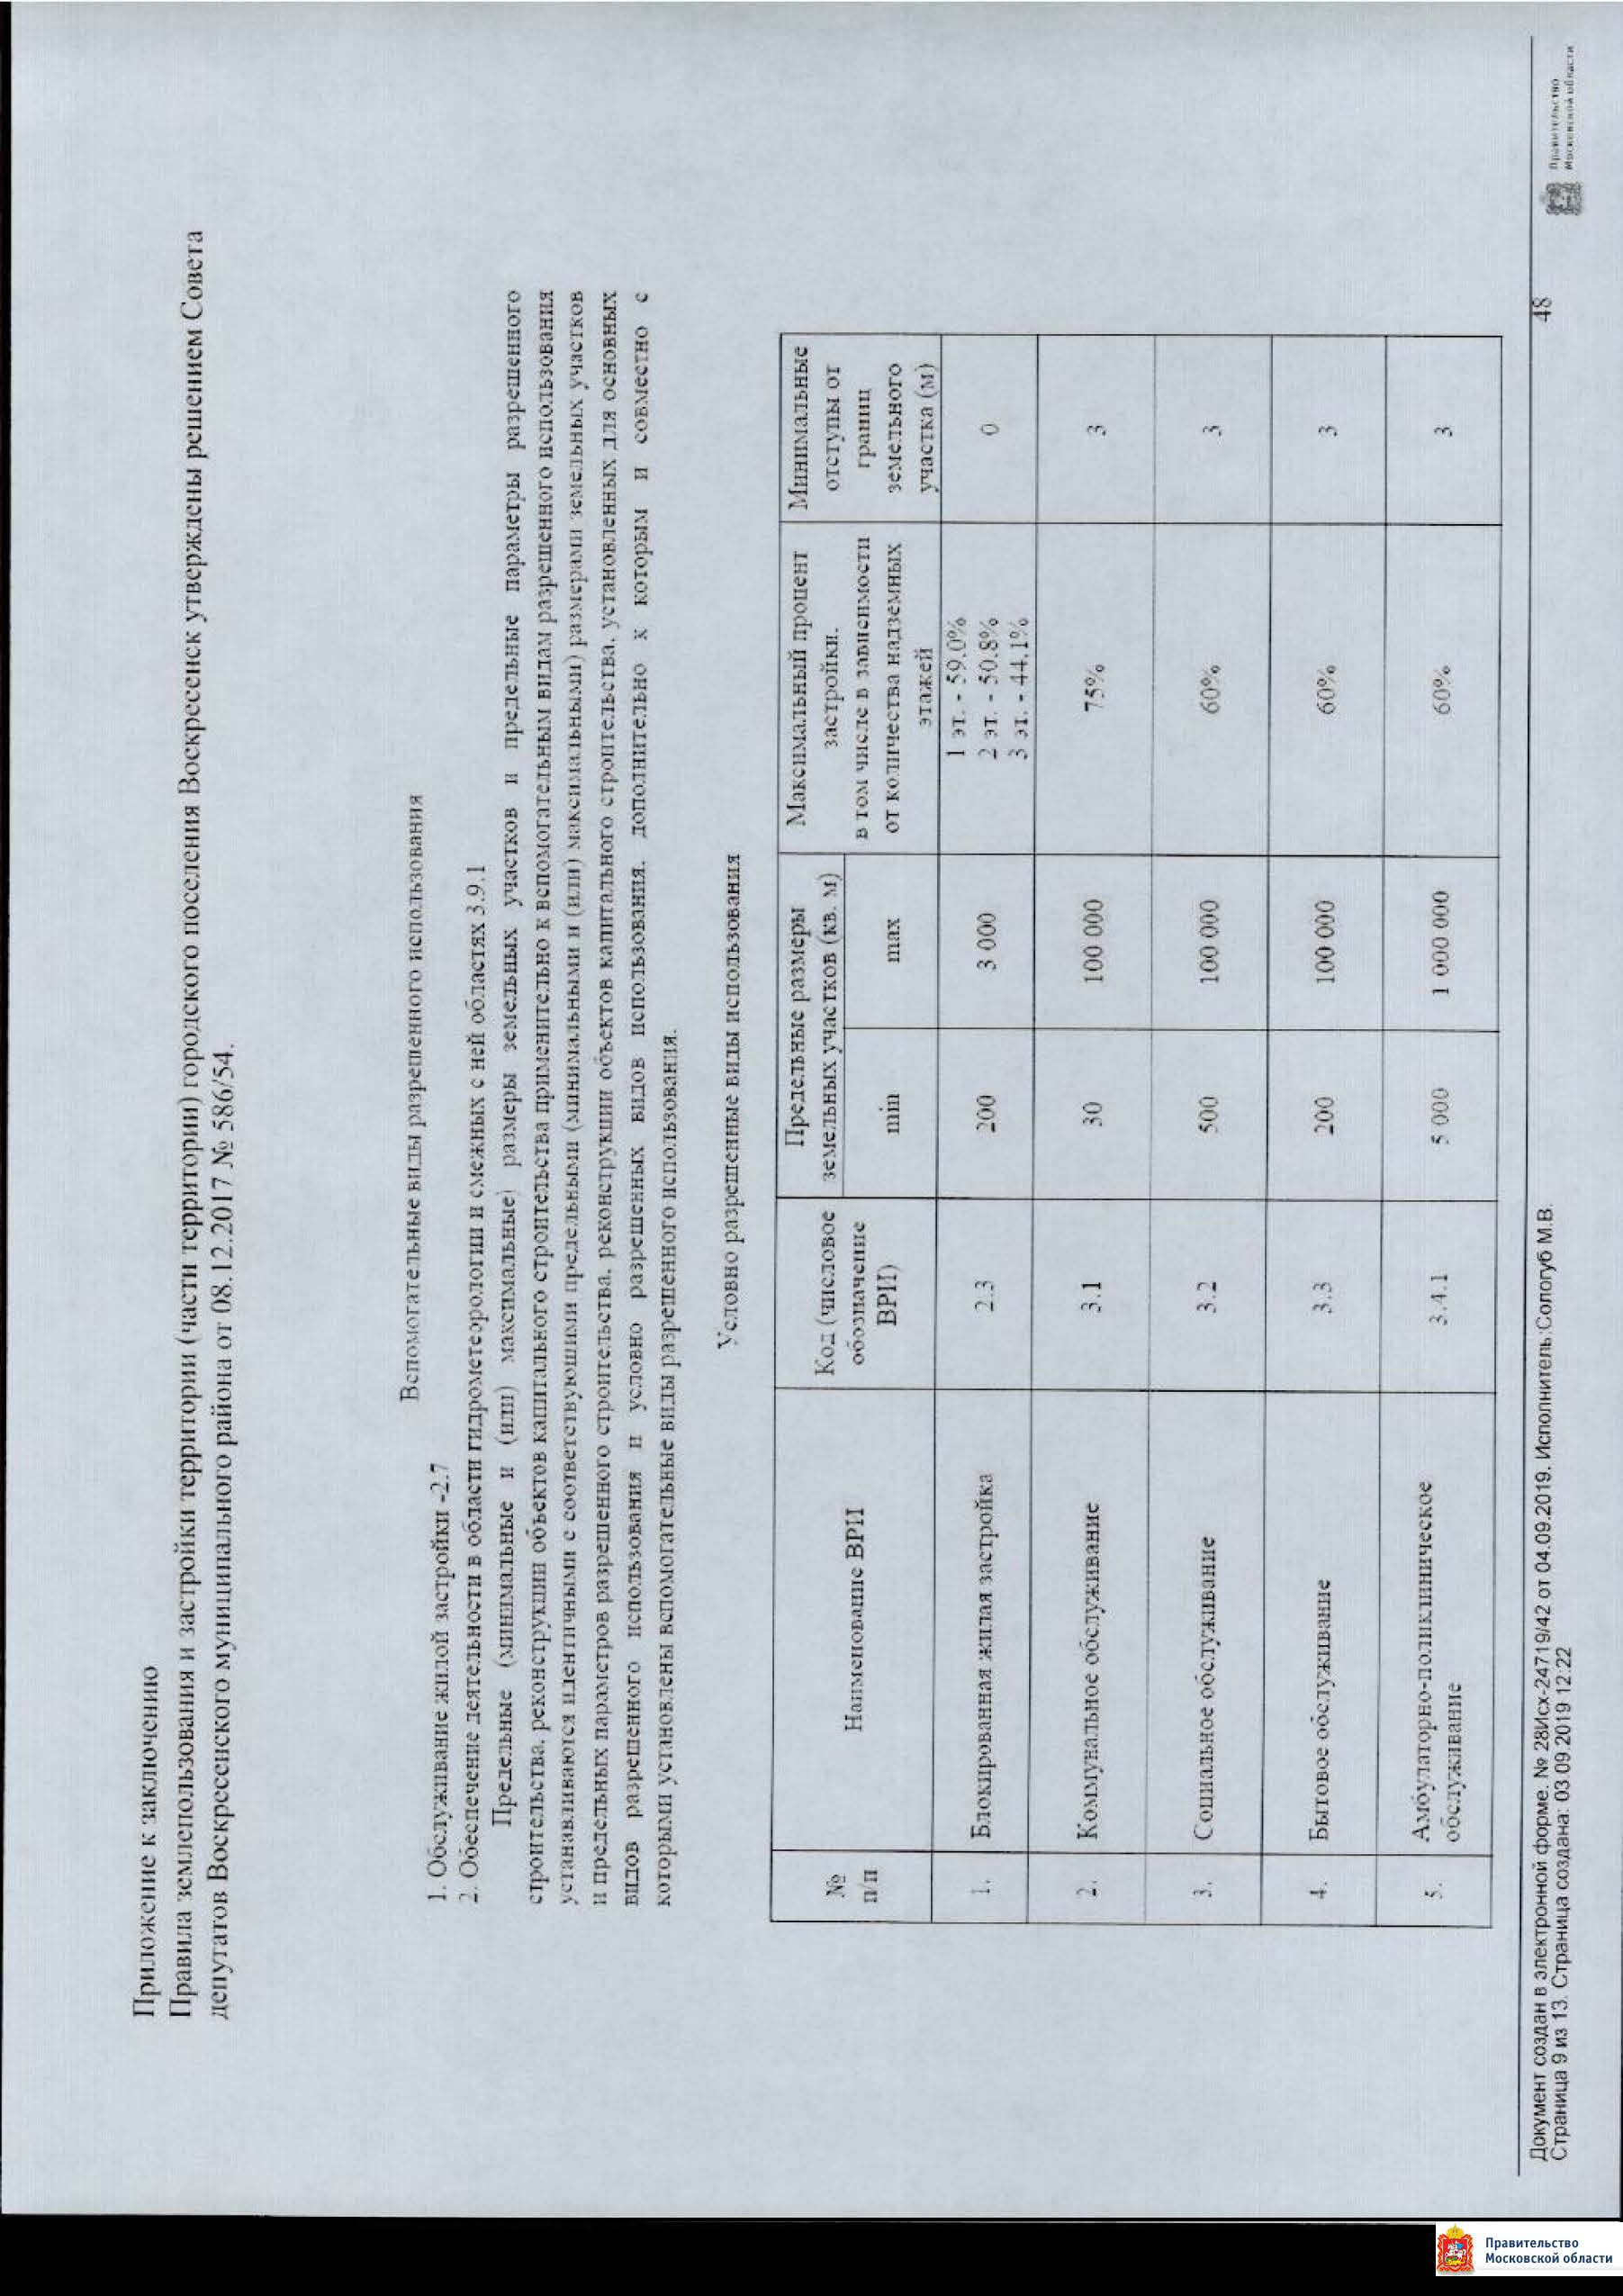 Приложение к заключению
Правила землепользования и застройки территории (части территории) городского поселения Воскресенск утверждены решением Совета
депутатов Воскресенского муниципального района от 08.12.2017 № 586/54.
Вспомогательные виды разрешенного использования
1. Обслуживание жилой застройки -2.7
2. Обеспечение деятельности в области гидрометеорологии и смежных с ней областях 3.9.1
Предельные (минимальные и (или) максимальные) размеры земельных участков и предельные параметры разрешенного
строительства, реконструкции объектов капитального строительства применительно к вспомогательным видам разрешенного использования
устанавливаются идентичными с соответствующими предельными (минимальными и (или) максимальными) размерами земельных участков
и предельных параметров разрешенного строительства, реконструкции объектов капитального строительства, установленных для основных
видов разрешенного использования и условно разрешенных видов использования, дополнительно к которым и совместно с
которыми установлены вспомогательные виды разрешенного использования.
Условно разрешенные виды использования
№ п/п
Наименование ВРИ
Код (числовое обозначение ВРИ)
Предельные размеры земельных участков (кв. м)
min
max
Максимальный процент застройки, в том числе в зависимости от количества надземных этажей
Минимальные отступы от границ земельного участка (м)
1. Блокированная жилая застройка 2.3 200 3 000 1 эт. - 59.0% 2 эт. - 50.8% 3 эт. - 44.1% 0
2. Коммунальное обслуживание 3.1 30 100 000 75% 3
3. Социальное обслуживание 3.2 500 100 000 60% 3
4. Бытовое обслуживание 3.3 200 100 000 60% 3
5. Амбулаторно-поликлиническое обслуживание 3.4.1 5 000 1 000 000 60% 3
48
Документ создан в электронной форме. № 28Исх-24719/42 от 04.09.2019. Исполнитель:Сологуб М.В.
Страница 9 из 13. Страница создана: 03.09.2019 12:22
Правительство
Московской области
Правительство
Московской области